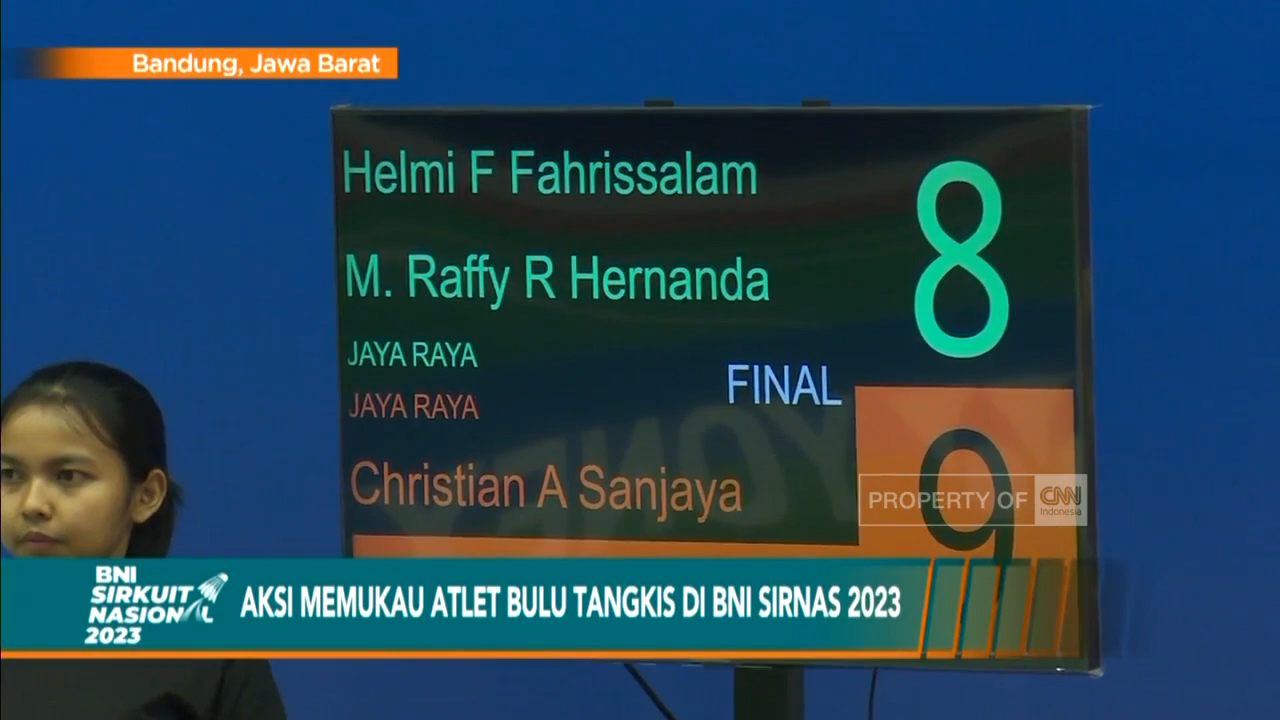 Bandung, Jawa Barat
Helmi F Fahrissalam
8
M. Raffy R Hernanda
JAYA RAYA
FINAL
JAYA RAYA
YONEX
Christian A Sanjaya
9
PROPERTY OF CNN Indonesia
BNI SIRKUIT NASIONAL 2023
AKSI MEMUKAU ATLET BULU TANGKIS DI BNI SIRNAS 2023